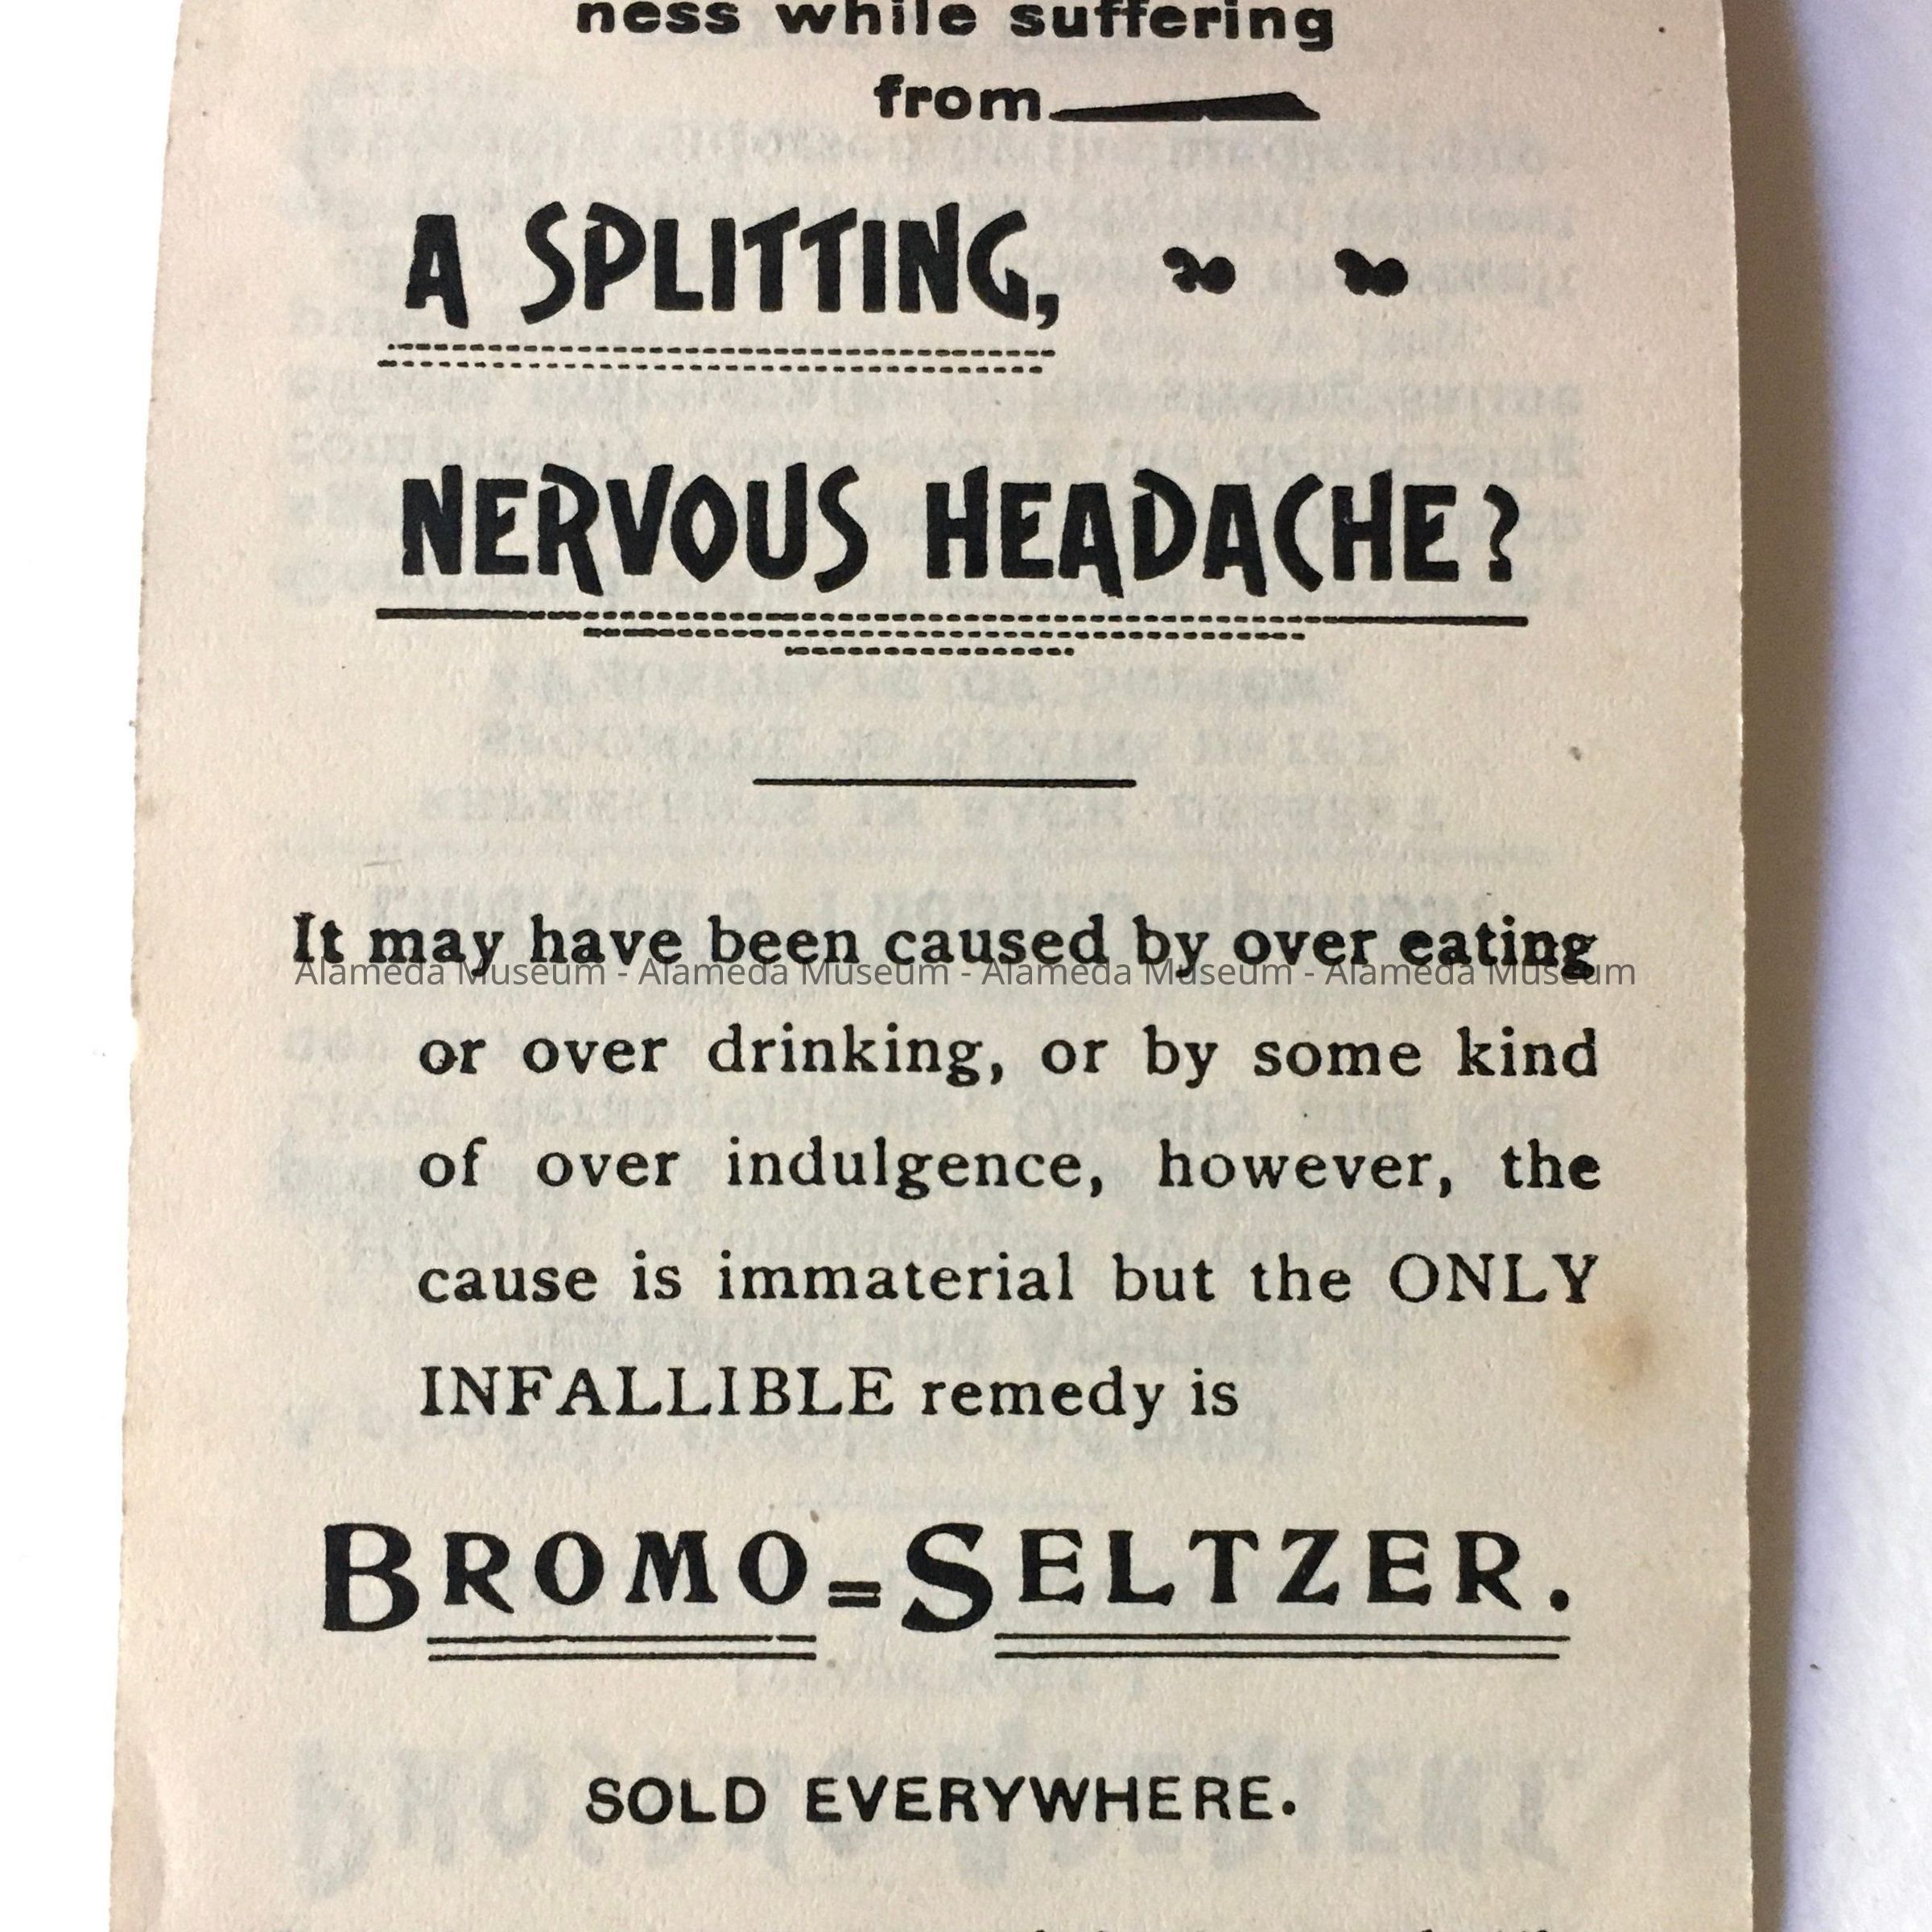 ness while suffering
from
A SPLITTING,
NERVOUS HEADACHE?
It may have been caused by over eating
Alameda Museum - Alameda Museum - Alameda Museum - Alameda Museum
or over drinking, or by some kind
of over indulgence, however, the
cause is immaterial but the ONLY
INFALLIBLE remedy is
BROMO=SELTZER.
SOLD EVERYWHERE.